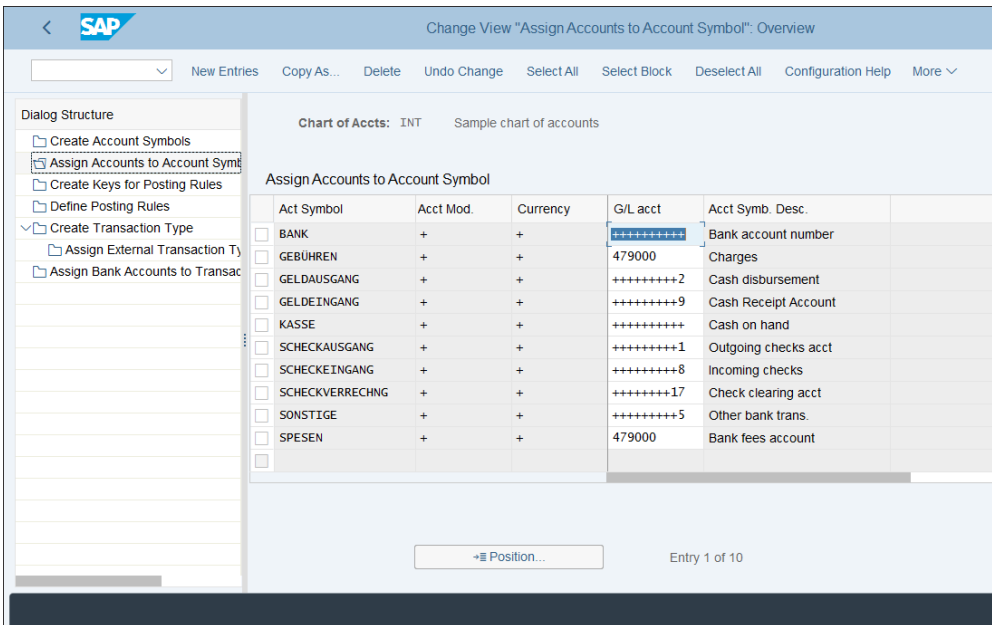 SAP Change View "Assign Accounts to Account Symbol": Overview
New Entries Copy As... Delete Undo Change Select All Select Block Deselect All Configuration Help More
Dialog Structure
Create Account Symbols
Assign Accounts to Account Symb
Create Keys for Posting Rules
Define Posting Rules
Create Transaction Type
Assign External Transaction Ty
Assign Bank Accounts to Transac
Chart of Accts: INT Sample chart of accounts
Assign Accounts to Account Symbol
Act Symbol Acct Mod. Currency G/L acct Acct Symb. Desc.
BANK + + ++++++++++ Bank account number
GEBÜHREN + + 479000 Charges
GELDAUSGANG + + +++++++++2 Cash disbursement
GELDEINGANG + + +++++++++9 Cash Receipt Account
KASSE + + ++++++++++ Cash on hand
SCHECKAUSGANG + + +++++++++1 Outgoing checks acct
SCHECKEINGANG + + +++++++++8 Incoming checks
SCHECKVERRECHNG + + ++++++++17 Check clearing acct
SONSTIGE + + +++++++++5 Other bank trans.
SPESEN + + 479000 Bank fees account
Position... Entry 1 of 10